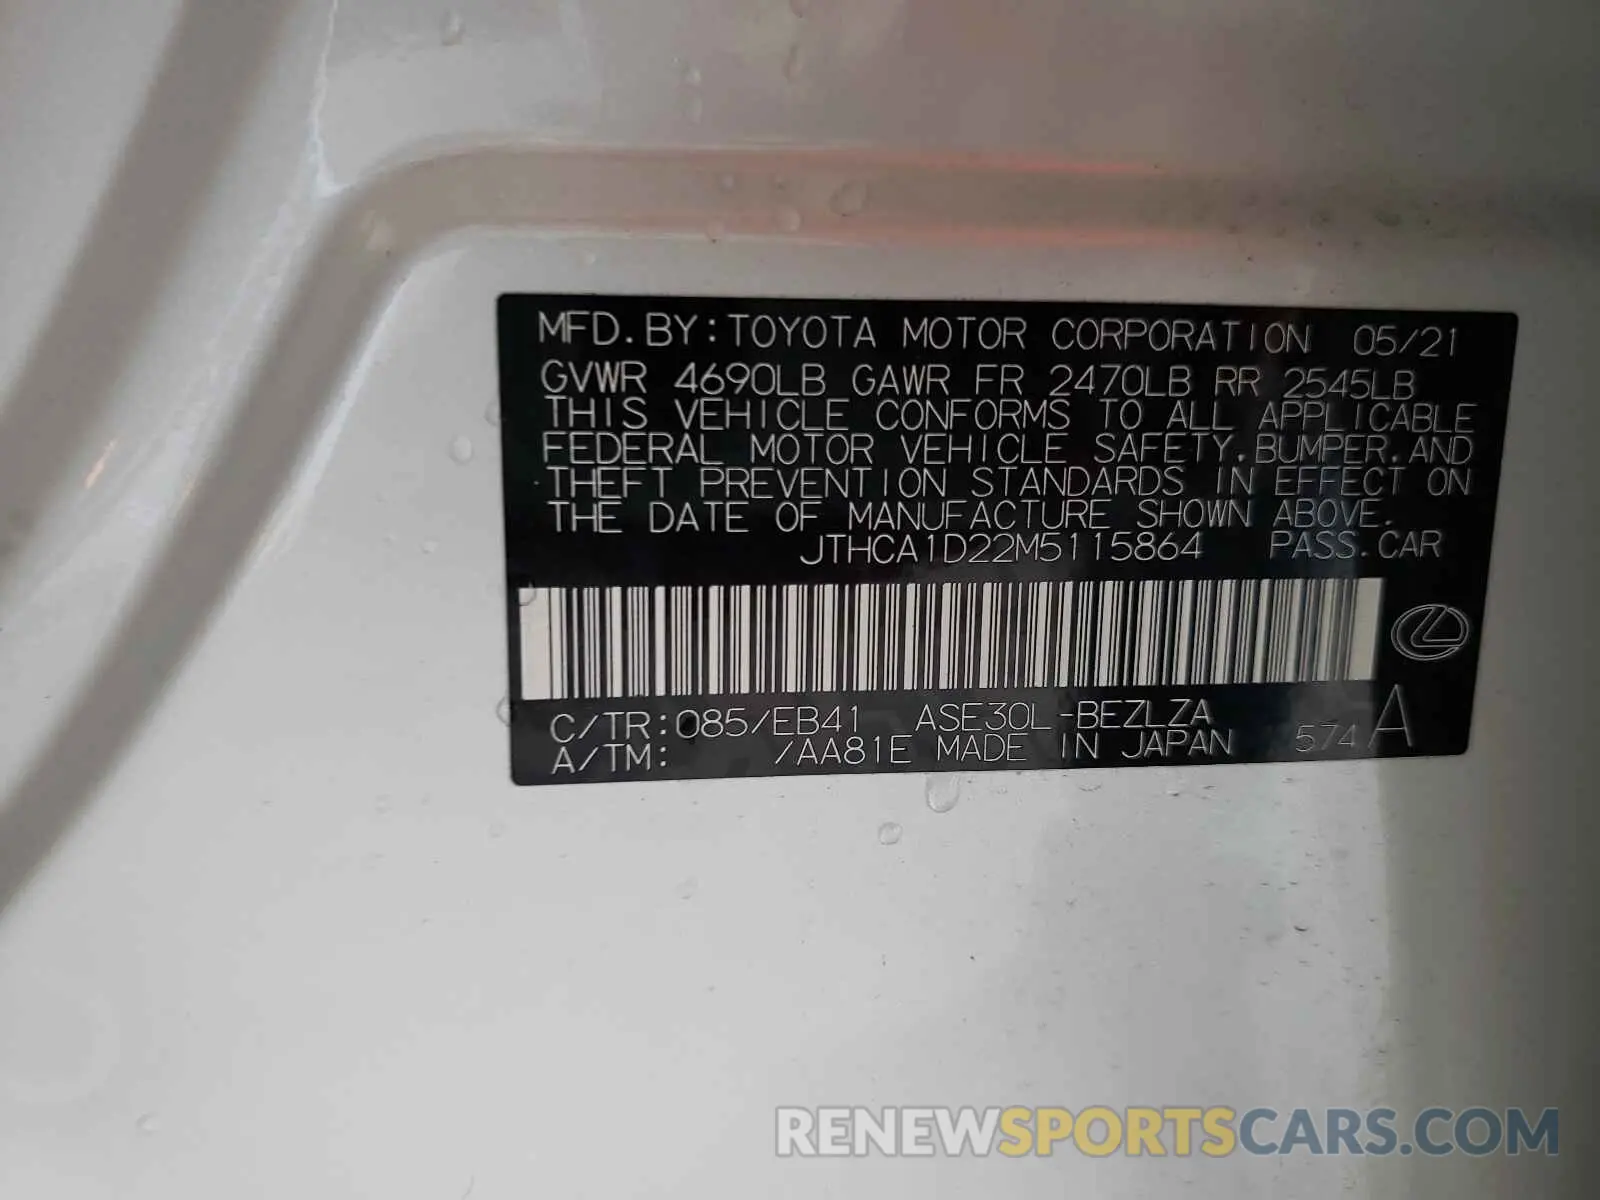 MFD. BY: TOYOTA MOTOR CORPORATION 05/21
GVWR 4690LB GAWR FR 2470LB RR 2545LB
THIS VEHICLE CONFORMS TO ALL APPLICABLE
FEDERAL MOTOR VEHICLE SAFETY, BUMPER, AND
THEFT PREVENTION STANDARDS IN EFFECT ON
THE DATE OF MANUFACTURE SHOWN ABOVE.
JTHCA1D22M5115864 PASS. CAR
C/TR: 085/EB41 ASE30L-BEZLZA
A/TM: /AA81E MADE IN JAPAN 574 A
RENEWSPORTSCARS.COM